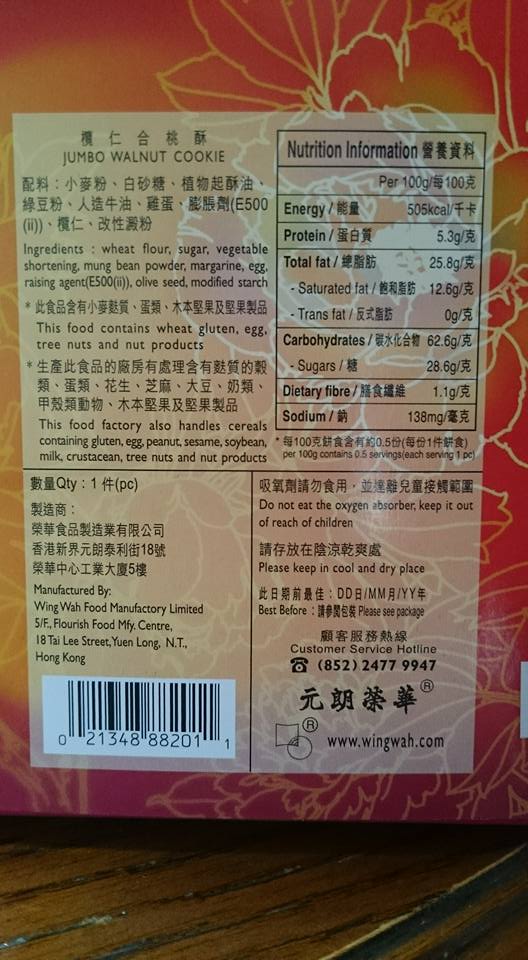 欖仁合桃酥
JUMBO WALNUT COOKIE
配料：小麥粉、白砂糖、植物起酥油、
綠豆粉、人造牛油、雞蛋、膨脹劑(E500
(ii))、欖仁、改性澱粉
Ingredients : wheat flour, sugar, vegetable
shortening, mung bean powder, margarine, egg,
raising agent(E500(ii)), olive seed, modified starch
* 此食品含有小麥麩質、蛋類、木本堅果及堅果製品
This food contains wheat gluten, egg,
tree nuts and nut products
* 生產此食品的廠房有處理含有麩質的穀
類、蛋類、花生、芝麻、大豆、奶類、
甲殼類動物、木本堅果及堅果製品
This food factory also handles cereals
containing gluten, egg, peanut, sesame, soybean,
milk, crustacean, tree nuts and nut products
Nutrition Information 營養資料
Per 100g/每100克
Energy / 能量 505kcal/千卡
Protein / 蛋白質 5.3g/克
Total fat / 總脂肪 25.8g/克
- Saturated fat / 飽和脂肪 12.6g/克
- Trans fat / 反式脂肪 0g/克
Carbohydrates / 碳水化合物 62.6g/克
- Sugars / 糖 28.6g/克
Dietary fibre / 膳食纖維 1.1g/克
Sodium / 鈉 138mg/毫克
* 每100克餅食含有約0.5份(每份1件餅食)
per 100g contains 0.5 servings(each serving 1 pc)
數量Qty：1 件(pc)
製造商：
榮華食品製造業有限公司
香港新界元朗泰利街18號
榮華中心工業大廈5樓
Manufactured By:
Wing Wah Food Manufactory Limited
5/F., Flourish Food Mfy. Centre,
18 Tai Lee Street, Yuen Long, N.T.,
Hong Kong
0 21348 88201 1
吸氧劑請勿食用，並遠離兒童接觸範圍
Do not eat the oxygen absorber, keep it out
of reach of children
請存放在陰涼乾爽處
Please keep in cool and dry place
此日期前最佳：DD日/MM月/YY年
Best Before：請參閱包裝 Please see package
顧客服務熱線
Customer Service Hotline
☎ (852) 2477 9947
元朗榮華®
® www.wingwah.com